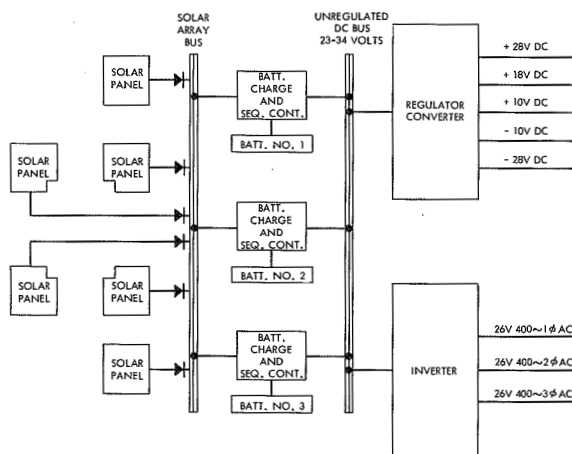 SOLAR
ARRAY
BUS
UNREGULATED
DC BUS
23-34 VOLTS
SOLAR
PANEL
BATT.
CHARGE
AND
SEQ. CONT.
BATT. NO. 1
REGULATOR
CONVERTER
+ 28V DC
+ 18V DC
+ 10V DC
- 10V DC
- 28V DC
SOLAR
PANEL
SOLAR
PANEL
BATT.
CHARGE
AND
SEQ. CONT.
BATT. NO. 2
SOLAR
PANEL
SOLAR
PANEL
SOLAR
PANEL
BATT.
CHARGE
AND
SEQ. CONT.
BATT. NO. 3
INVERTER
26V 400~1ϕ AC
26V 400~2ϕ AC
26V 400~3ϕ AC